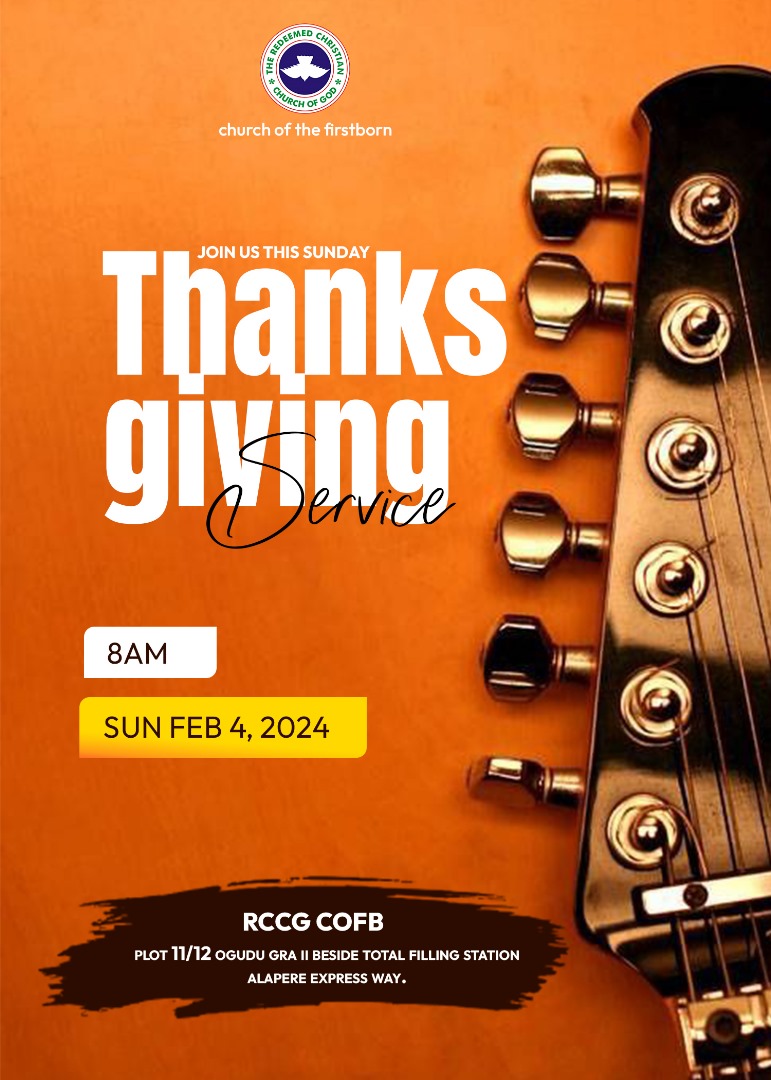 THE REDEEMED CHRISTIAN
CHURCH OF GOD
church of the firstborn
JOIN US THIS SUNDAY
Thanks
giving
Service
8AM
SUN FEB 4, 2024
RCCG COFB
PLOT 11/12 OGUDU GRA II BESIDE TOTAL FILLING STATION
ALAPERE EXPRESS WAY.